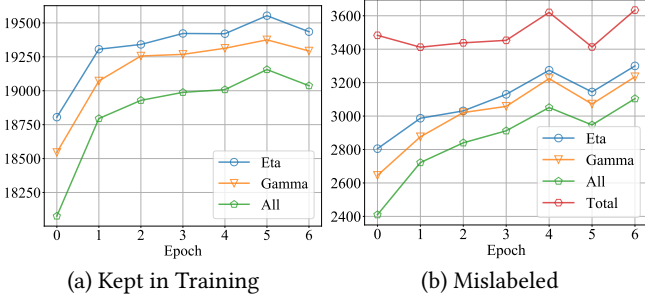 19500
19250
19000
18750
18500
18250
0 1 2 3 4 5 6
Epoch
Eta
Gamma
All
(a) Kept in Training
3600
3400
3200
3000
2800
2600
2400
0 1 2 3 4 5 6
Epoch
Eta
Gamma
All
Total
(b) Mislabeled